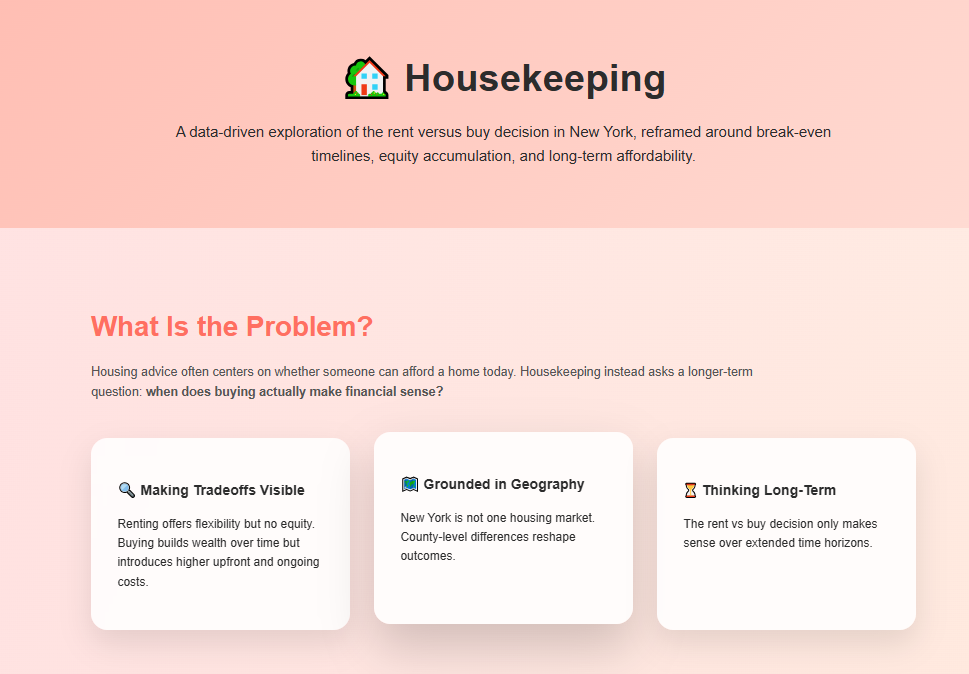 Housekeeping
A data-driven exploration of the rent versus buy decision in New York, reframed around break-even
timelines, equity accumulation, and long-term affordability.
What Is the Problem?
Housing advice often centers on whether someone can afford a home today. Housekeeping instead asks a longer-term
question: when does buying actually make financial sense?
Making Tradeoffs Visible
Renting offers flexibility but no equity.
Buying builds wealth over time but
introduces higher upfront and ongoing
costs.
Grounded in Geography
New York is not one housing market.
County-level differences reshape
outcomes.
Thinking Long-Term
The rent vs buy decision only makes
sense over extended time horizons.